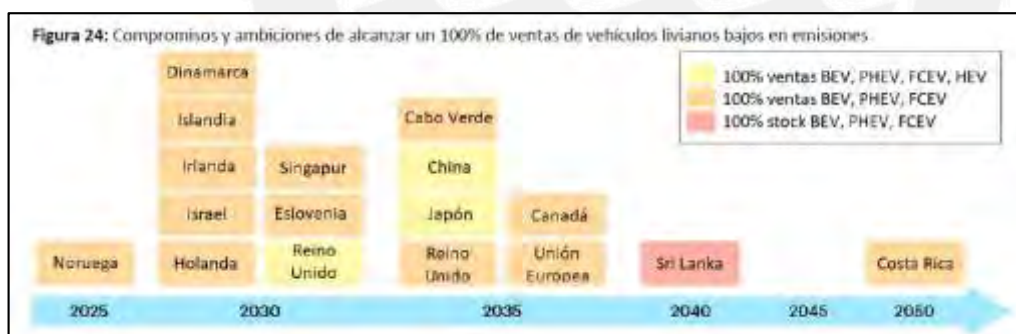 Figura 24: Compromisos y ambiciones de alcanzar un 100% de ventas de vehículos livianos bajos en emisiones
100% ventas BEV, PHEV, FCEV, HEV
100% ventas BEV, PHEV, FCEV
100% stock BEV, PHEV, FCEV
Dinamarca
Islandia Cabo Verde
Irlanda Singapur China
Israel Eslovenia Japón Canadá
Noruega Holanda Reino Unido Reino Unido Unión Europea Sri Lanka Costa Rica
2025 2030 2035 2040 2045 2050